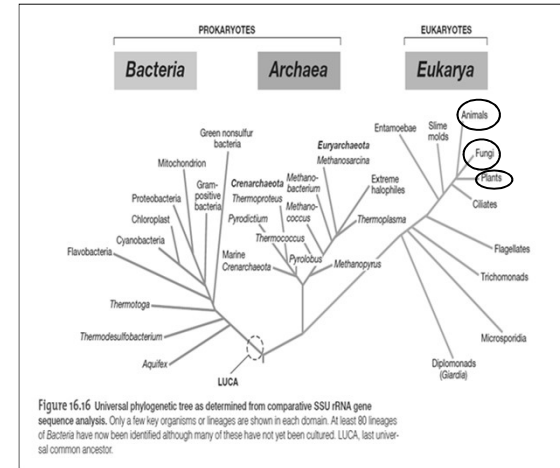 PROKARYOTES
EUKARYOTES
Bacteria
Archaea
Eukarya
Animals
Slime
molds
Entamoebae
Green nonsulfur
bacteria
Euryarchaeota
Methanosarcina
Fungi
Mitochondrion
Methano-
bacterium
Extreme
halophiles
Plants
Gram-
positive
bacteria
Crenarchaeota
Thermoproteus
Proteobacteria
Methano-
coccus
Ciliates
Chloroplast
Pyrodictium
Thermoplasma
Cyanobacteria
Thermococcus
Flavobacteria
Marine
Crenarchaeota
Pyrolobus
Methanopyrus
Flagellates
Trichomonads
Thermotoga
Thermodesulfobacterium
Microsporidia
Aquifex
Diplomonads
(Giardia)
LUCA
Figure 16.16 Universal phylogenetic tree as determined from comparative SSU rRNA gene
sequence analysis. Only a few key organisms or lineages are shown in each domain. At least 80 lineages
of Bacteria have now been identified although many of these have not yet been cultured. LUCA, last univer-
sal common ancestor.